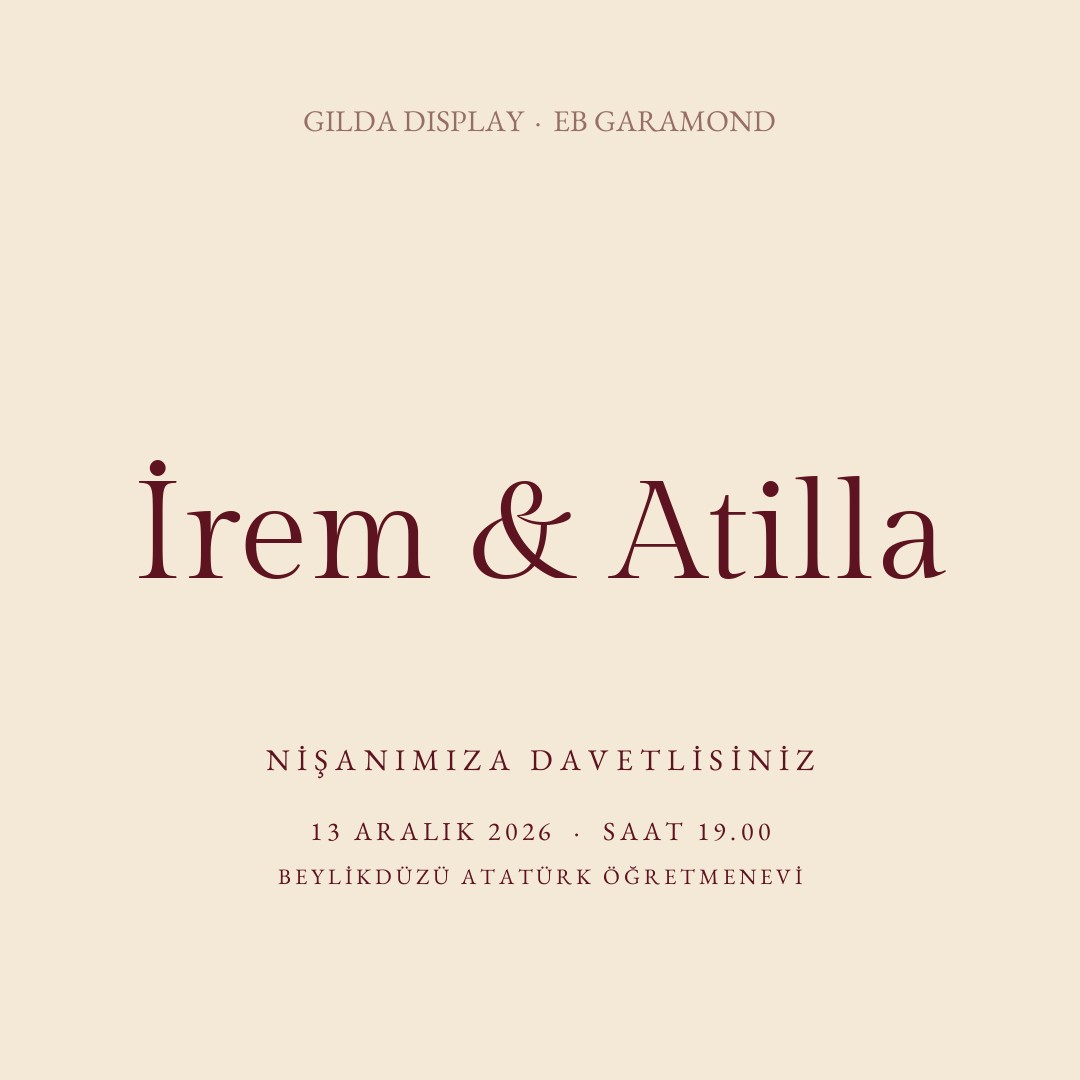 GILDA DISPLAY · EB GARAMOND
İrem & Atilla
NİŞANIMIZA DAVETLİSİNİZ
13 ARALIK 2026 · SAAT 19.00
BEYLİKDÜZÜ ATATÜRK ÖĞRETMENEVİ